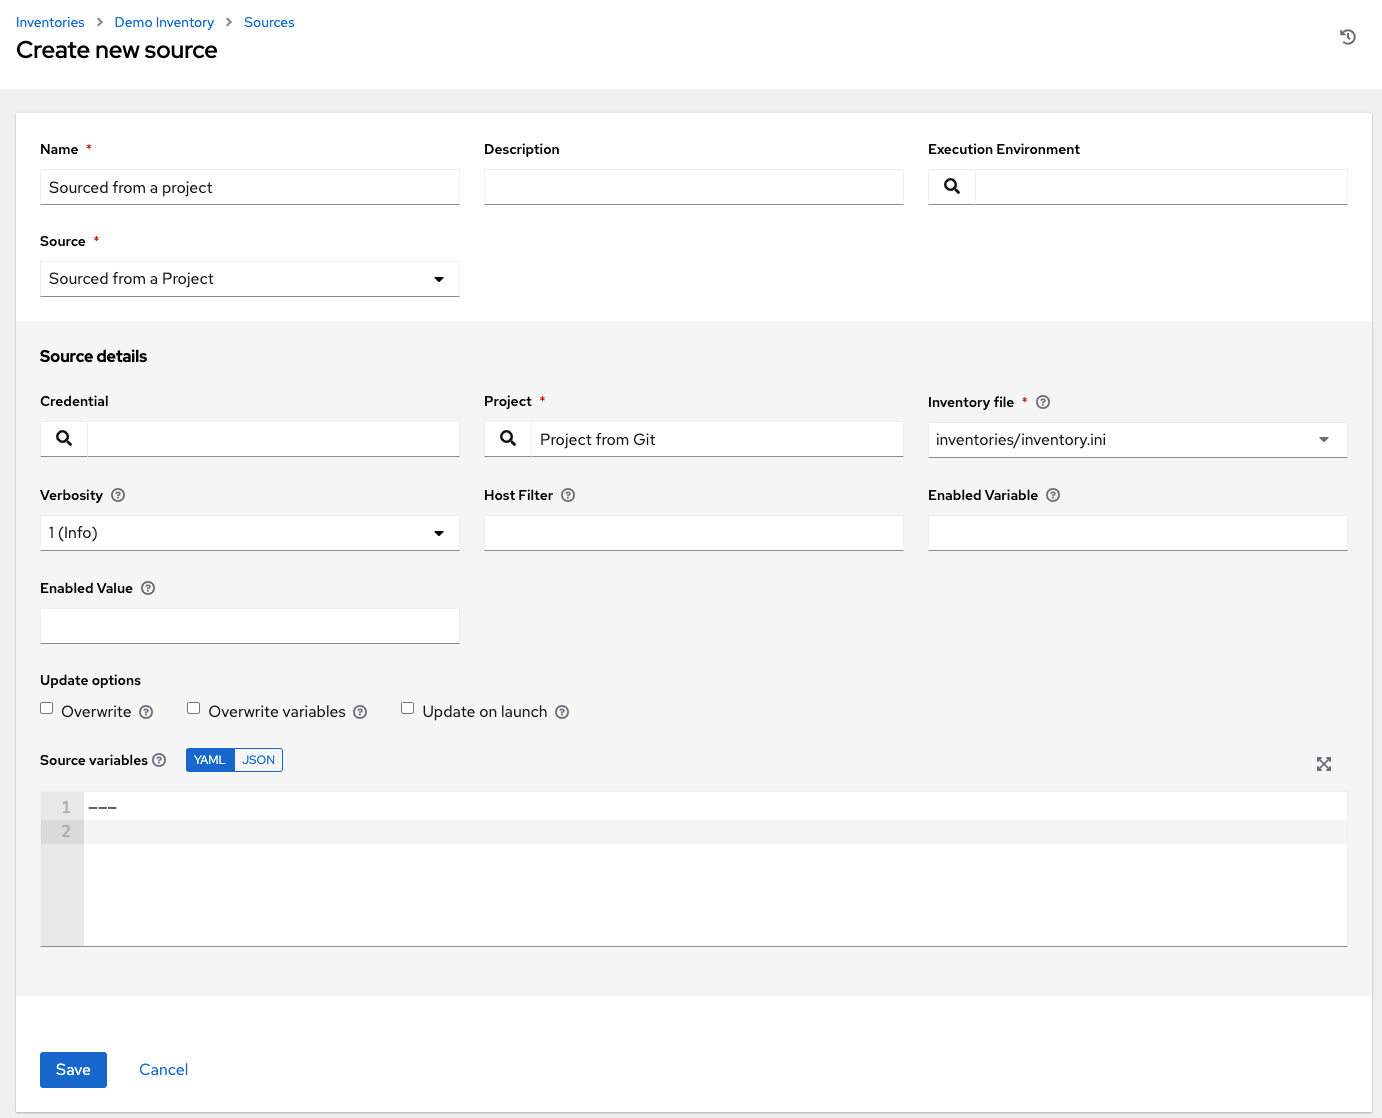 Inventories > Demo Inventory > Sources
Create new source
Name *
Description
Execution Environment
Sourced from a project
Source *
Sourced from a Project
Source details
Credential
Project *
Inventory file *
Project from Git
inventories/inventory.ini
Verbosity
Host Filter
Enabled Variable
1 (Info)
Enabled Value
Update options
Overwrite
Overwrite variables
Update on launch
Source variables
YAML
JSON
1 ---
2
Save
Cancel